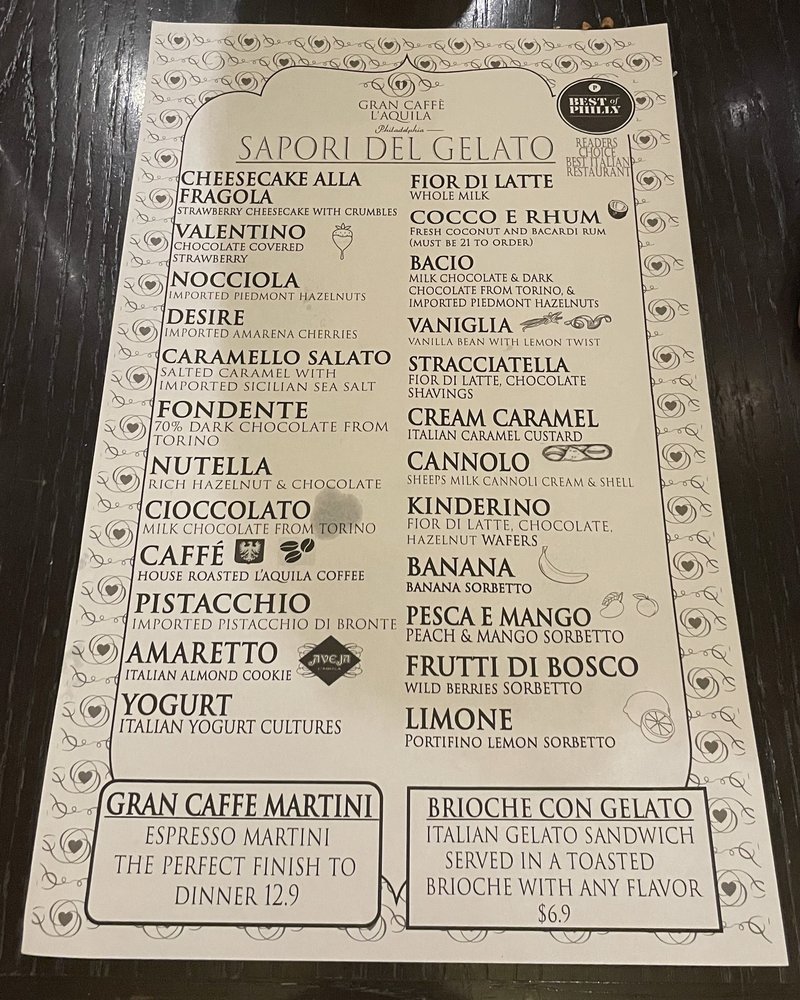 GRAN CAFFÈ
L'AQUILA
Philadelphia
P
BEST of
PHILLY
READERS
CHOICE
BEST ITALIAN
RESTAURANT
SAPORI DEL GELATO
CHEESECAKE ALLA
FRAGOLA
STRAWBERRY CHEESECAKE WITH CRUMBLES
VALENTINO
CHOCOLATE COVERED
STRAWBERRY
NOCCIOLA
IMPORTED PIEDMONT HAZELNUTS
DESIRE
IMPORTED AMARENA CHERRIES
CARAMELLO SALATO
SALTED CARAMEL WITH
IMPORTED SICILIAN SEA SALT
FONDENTE
70% DARK CHOCOLATE FROM
TORINO
NUTELLA
RICH HAZELNUT & CHOCOLATE
CIOCCOLATO
MILK CHOCOLATE FROM TORINO
CAFFÉ
HOUSE ROASTED L'AQUILA COFFEE
PISTACCHIO
IMPORTED PISTACCHIO DI BRONTE
AMARETTO
ITALIAN ALMOND COOKIE
AVEJA
L'AQUILA
YOGURT
ITALIAN YOGURT CULTURES
FIOR DI LATTE
WHOLE MILK
COCCO E RHUM
FRESH COCONUT AND BACARDI RUM
(MUST BE 21 TO ORDER)
BACIO
MILK CHOCOLATE & DARK
CHOCOLATE FROM TORINO, &
IMPORTED PIEDMONT HAZELNUTS
VANIGLIA
VANILLA BEAN WITH LEMON TWIST
STRACCIATELLA
FIOR DI LATTE, CHOCOLATE
SHAVINGS
CREAM CARAMEL
ITALIAN CARAMEL CUSTARD
CANNOLO
SHEEPS MILK CANNOLI CREAM & SHELL
KINDERINO
FIOR DI LATTE, CHOCOLATE,
HAZELNUT WAFERS
BANANA
BANANA SORBETTO
PESCA E MANGO
PEACH & MANGO SORBETTO
FRUTTI DI BOSCO
WILD BERRIES SORBETTO
LIMONE
PORTIFINO LEMON SORBETTO
GRAN CAFFE MARTINI
ESPRESSO MARTINI
THE PERFECT FINISH TO
DINNER 12.9
BRIOCHE CON GELATO
ITALIAN GELATO SANDWICH
SERVED IN A TOASTED
BRIOCHE WITH ANY FLAVOR
$6.9